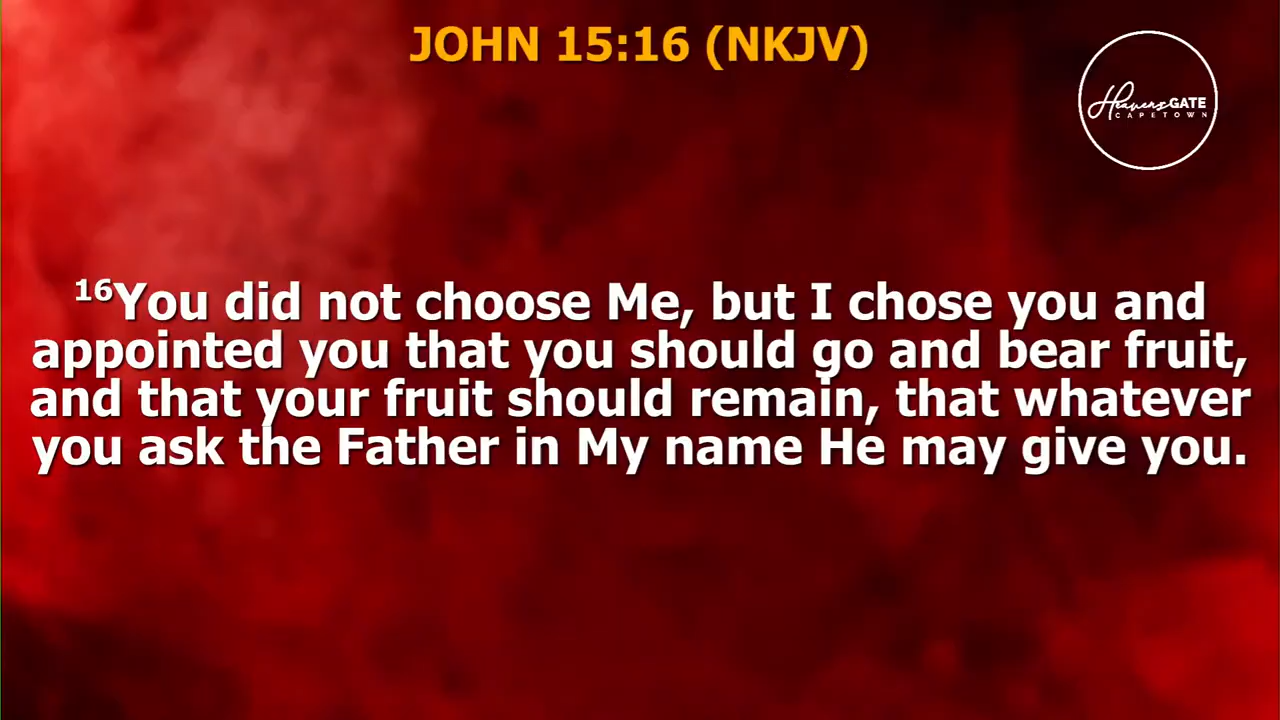 JOHN 15:16 (NKJV)
HeavensGATE
CAPETOWN
16You did not choose Me, but I chose you and
appointed you that you should go and bear fruit,
and that your fruit should remain, that whatever
you ask the Father in My name He may give you.